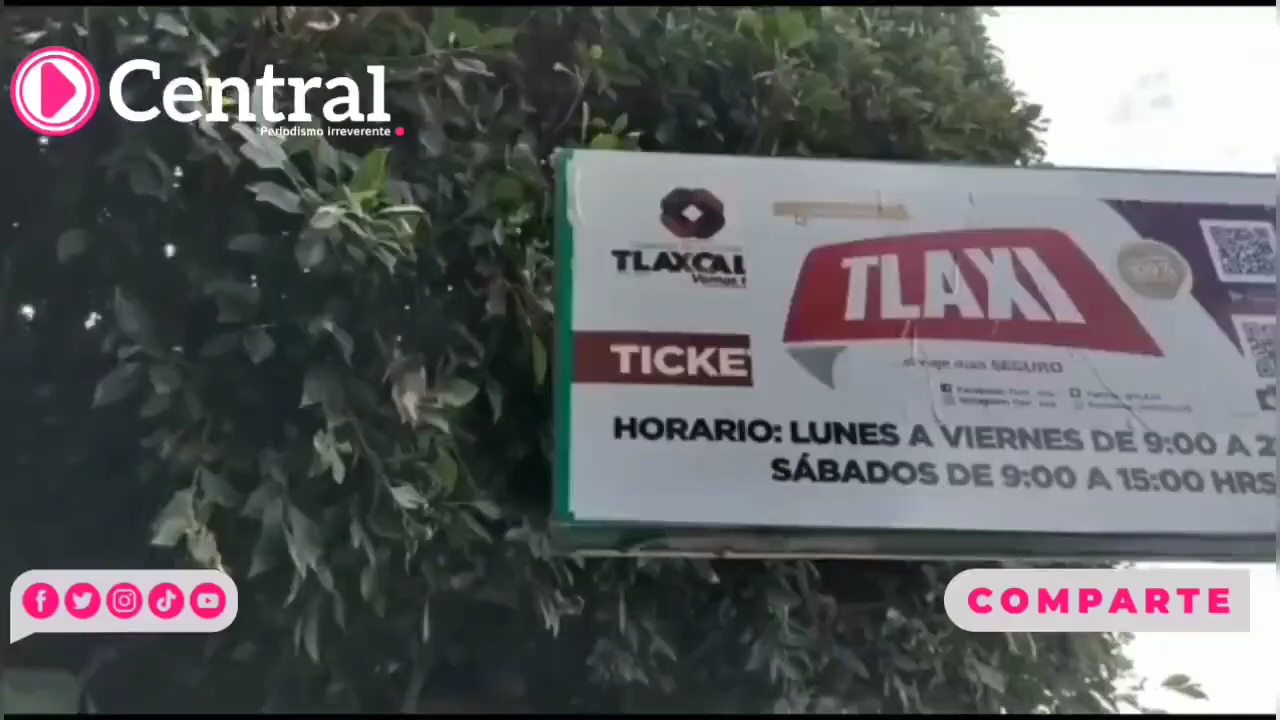 Central
Periodismo irreverente
TLAXCAL
TLAXI
TICKE
SEGURO
HORARIO: LUNES A VIERNES DE 9:00 A 2
SÁBADOS DE 9:00 A 15:00 HRS
COMPARTE